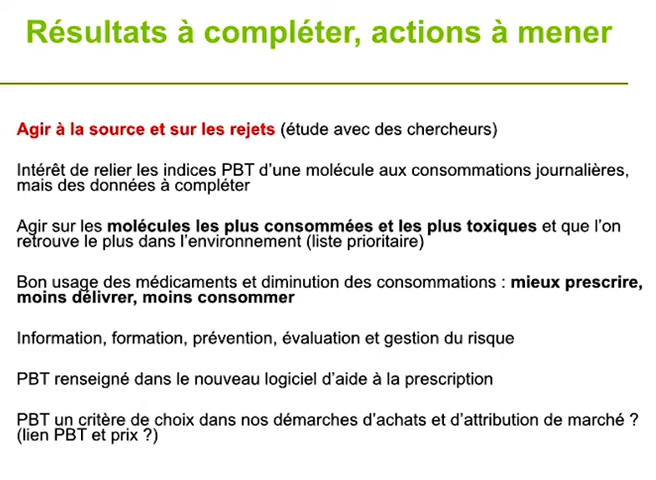 Résultats à compléter, actions à mener
Agir à la source et sur les rejets (étude avec des chercheurs)
Intérêt de relier les indices PBT d’une molécule aux consommations journalières,
mais des données à compléter
Agir sur les molécules les plus consommées et les plus toxiques et que l’on
retrouve le plus dans l’environnement (liste prioritaire)
Bon usage des médicaments et diminution des consommations : mieux prescrire,
moins délivrer, moins consommer
Information, formation, prévention, évaluation et gestion du risque
PBT renseigné dans le nouveau logiciel d’aide à la prescription
PBT un critère de choix dans nos démarches d’achats et d’attribution de marché ?
(lien PBT et prix ?)